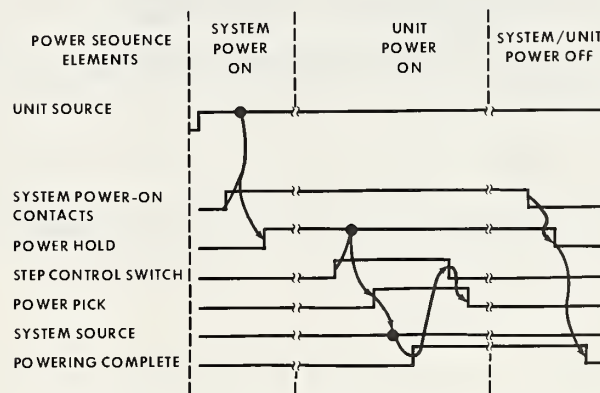 POWER SEQUENCE
ELEMENTS
SYSTEM
POWER
ON
UNIT
POWER
ON
SYSTEM/UNIT
POWER OFF
UNIT SOURCE
SYSTEM POWER-ON
CONTACTS
POWER HOLD
STEP CONTROL SWITCH
POWER PICK
SYSTEM SOURCE
POWERING COMPLETE